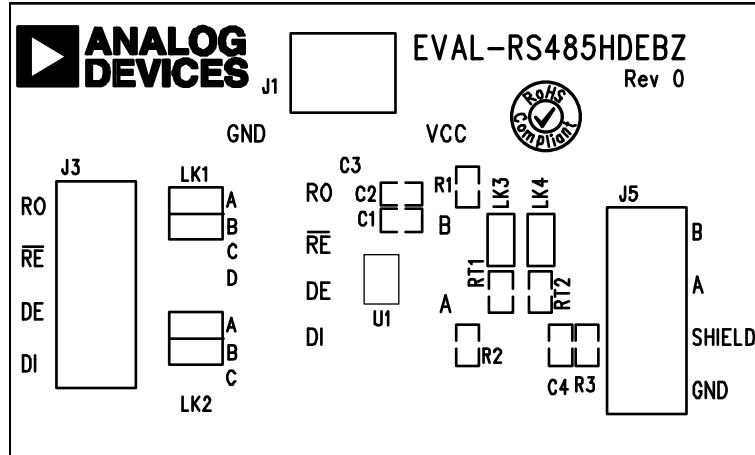 ANALOG
DEVICES
J1
EVAL-RS485HDEBZ
Rev 0
RoHS
Compliant
GND
VCC
J3
LK1
A
B
C
D
RO
RE
DE
DI
A
B
C
LK2
RO
RE
DE
DI
C3
C2
C1
U1
R1
B
A
R2
LK3
LK4
RT1
RT2
C4
R3
J5
B
A
SHIELD
GND